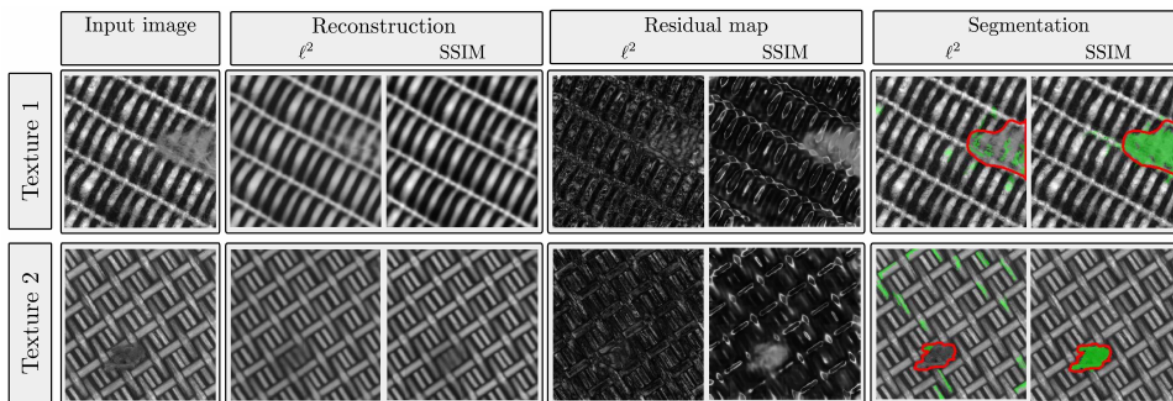 Input image Reconstruction Residual map Segmentation
ℓ² SSIM ℓ² SSIM ℓ² SSIM
Texture 1
Texture 2